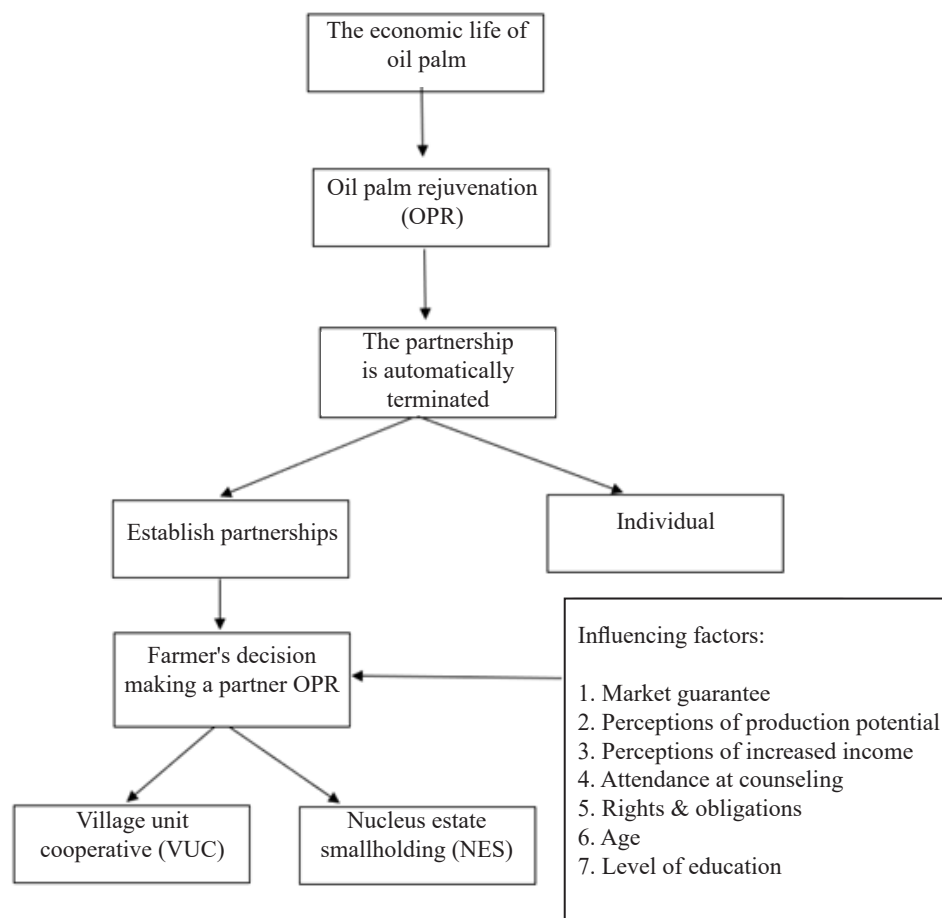 The economic life of
oil palm
Oil palm rejuvenation
(OPR)
The partnership
is automatically
terminated
Establish partnerships
Individual
Farmer's decision
making a partner OPR
Influencing factors:
1. Market guarantee
2. Perceptions of production potential
3. Perceptions of increased income
4. Attendance at counseling
5. Rights & obligations
6. Age
7. Level of education
Village unit
cooperative (VUC)
Nucleus estate
smallholding (NES)